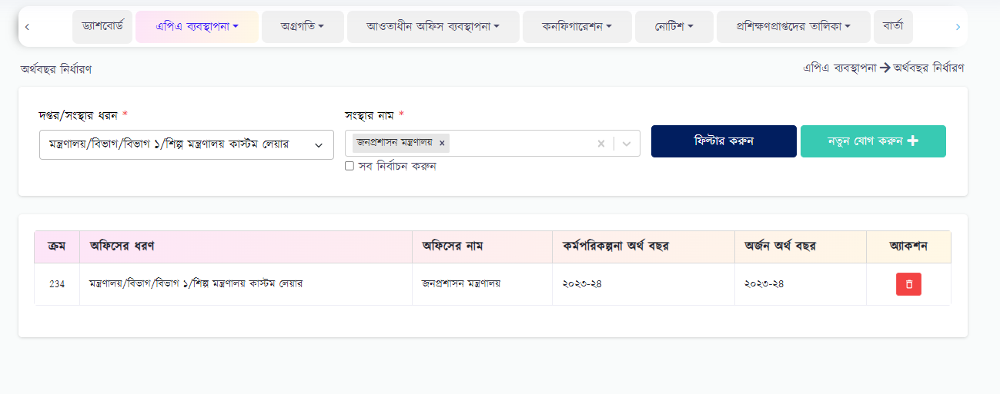 ড্যাশবোর্ড এপিএ ব্যবস্থাপনা অগ্রগতি আওতাধীন অফিস ব্যবস্থাপনা কনফিগারেশন নোটিশ প্রশিক্ষণপ্রাপ্তদের তালিকা বার্তা
অর্থবছর নির্ধারণ এপিএ ব্যবস্থাপনা → অর্থবছর নির্ধারণ
দপ্তর/সংস্থার ধরন * সংস্থার নাম *
মন্ত্রণালয়/বিভাগ/বিভাগ ১/শিল্প মন্ত্রণালয় কাস্টম লেয়ার জনপ্রশাসন মন্ত্রণালয় × ফিল্টার করুন নতুন যোগ করুন +
সব নির্বাচন করুন
ক্রম অফিসের ধরণ অফিসের নাম কর্মপরিকল্পনা অর্থ বছর অর্জন অর্থ বছর অ্যাকশন
234 মন্ত্রণালয়/বিভাগ/বিভাগ ১/শিল্প মন্ত্রণালয় কাস্টম লেয়ার জনপ্রশাসন মন্ত্রণালয় ২০২৩-২৪ ২০২৩-২৪